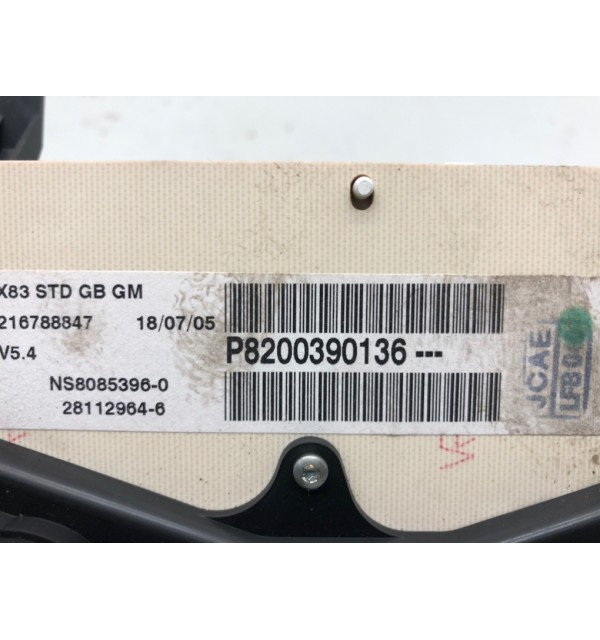 X83 STD GB GM
216788847 18/07/05
V5.4
P8200390136 ---
NS8085396-0
28112964-6
JCAE